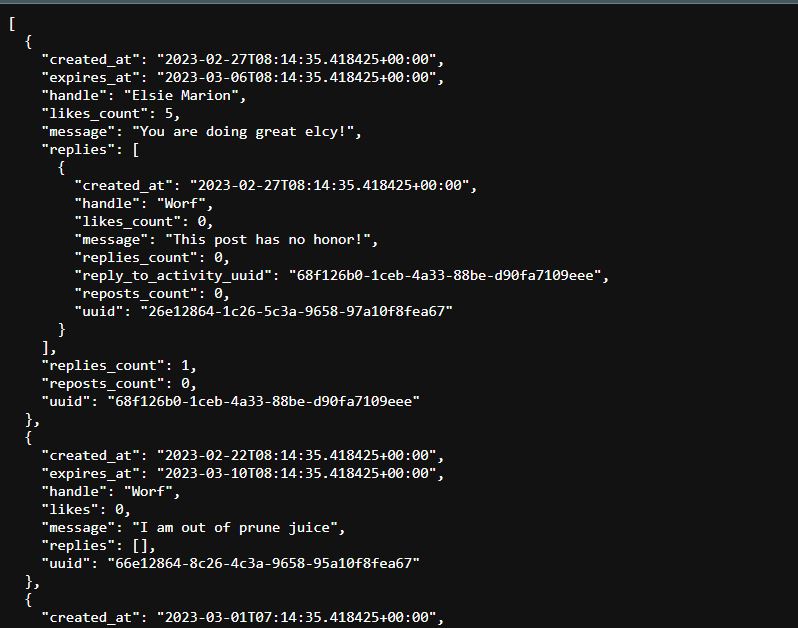 [
  {
    "created_at": "2023-02-27T08:14:35.418425+00:00",
    "expires_at": "2023-03-06T08:14:35.418425+00:00",
    "handle": "Elsie Marion",
    "likes_count": 5,
    "message": "You are doing great elcy!",
    "replies": [
      {
        "created_at": "2023-02-27T08:14:35.418425+00:00",
        "handle": "Worf",
        "likes_count": 0,
        "message": "This post has no honor!",
        "replies_count": 0,
        "reply_to_activity_uuid": "68f126b0-1ceb-4a33-88be-d90fa7109eee",
        "reposts_count": 0,
        "uuid": "26e12864-1c26-5c3a-9658-97a10f8fea67"
      }
    ],
    "replies_count": 1,
    "reposts_count": 0,
    "uuid": "68f126b0-1ceb-4a33-88be-d90fa7109eee"
  },
  {
    "created_at": "2023-02-22T08:14:35.418425+00:00",
    "expires_at": "2023-03-10T08:14:35.418425+00:00",
    "handle": "Worf",
    "likes": 0,
    "message": "I am out of prune juice",
    "replies": [],
    "uuid": "66e12864-8c26-4c3a-9658-95a10f8fea67"
  },
  {
    "created_at": "2023-03-01T07:14:35.418425+00:00",